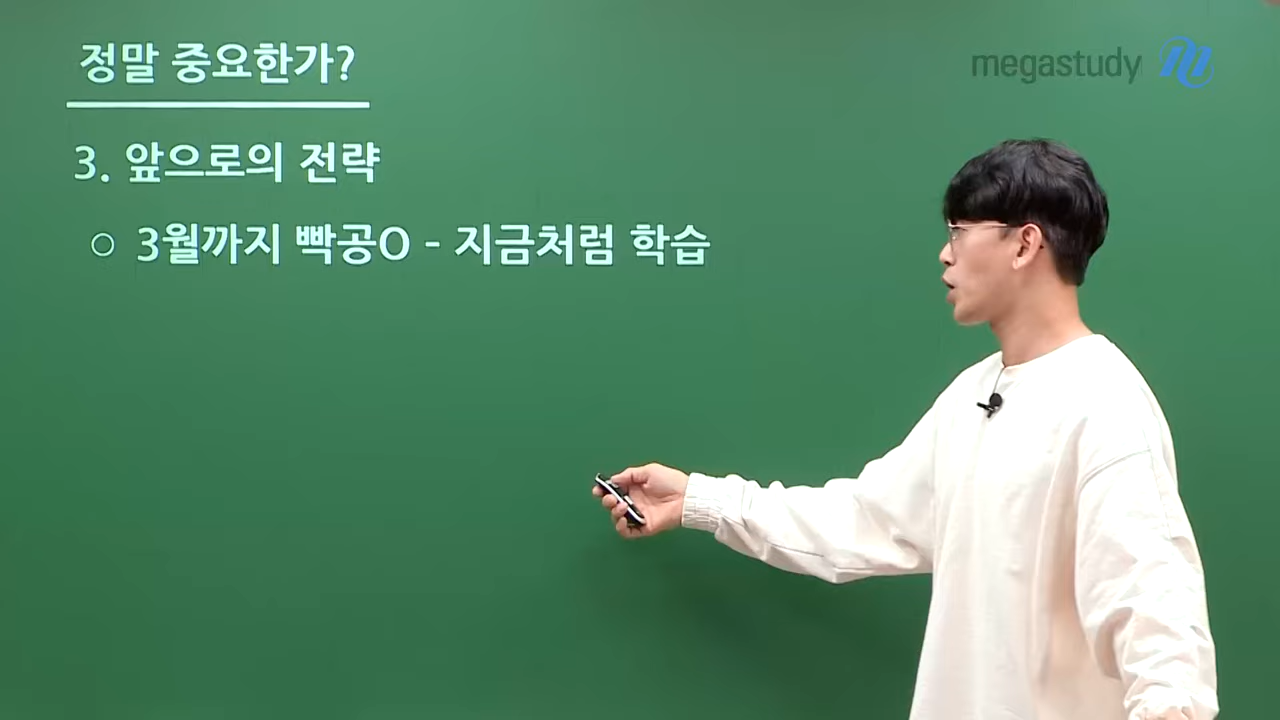 정말 중요한가?
megastudy
3. 앞으로의 전략
○ 3월까지 빡공O - 지금처럼 학습